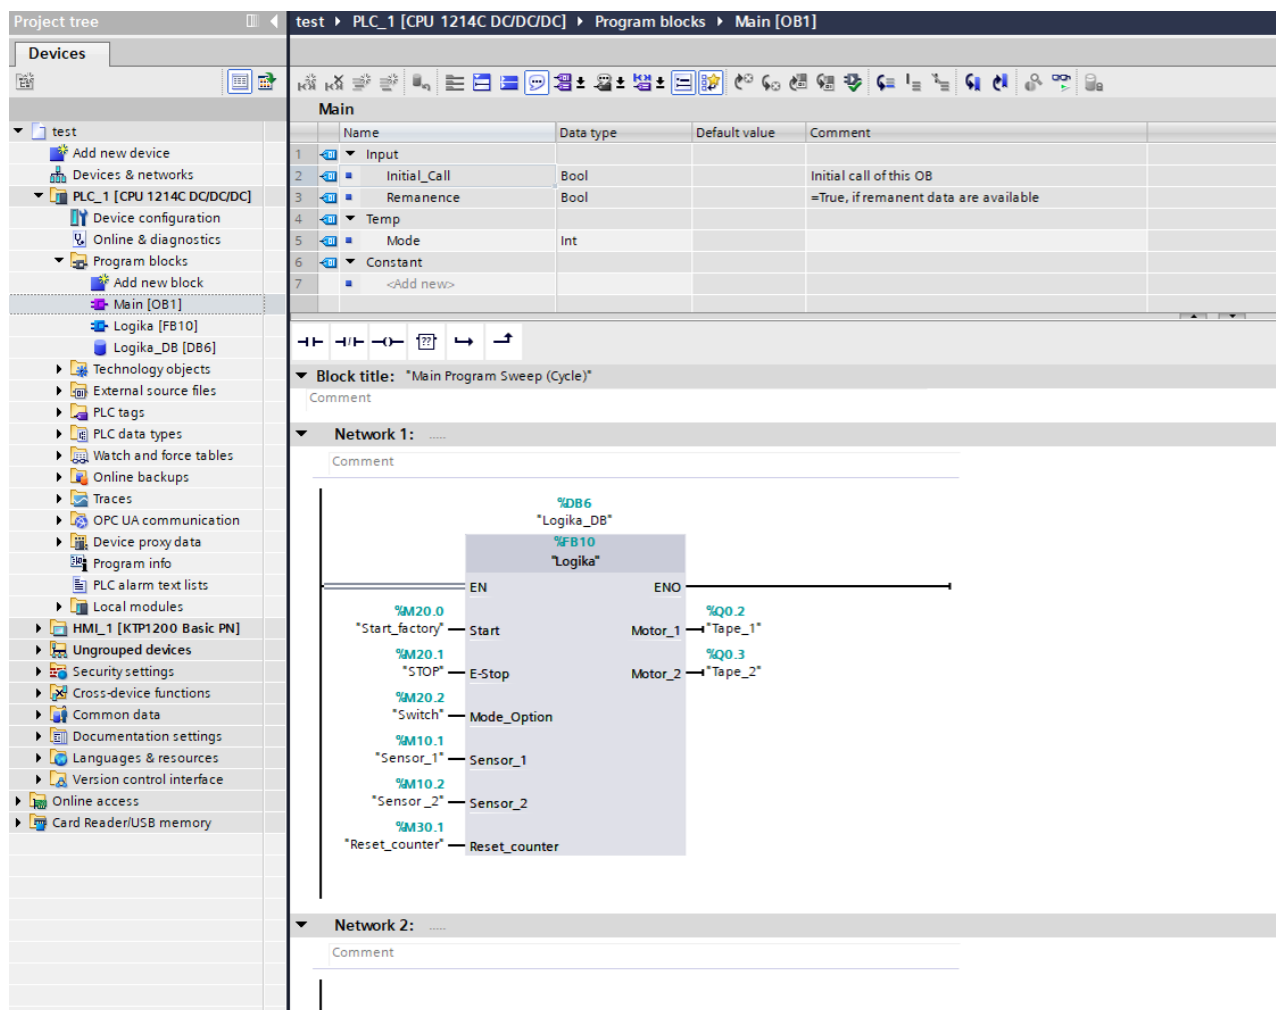 Project tree
test ▸ PLC_1 [CPU 1214C DC/DC/DC] ▸ Program blocks ▸ Main [OB1]
Devices
test
Add new device
Devices & networks
PLC_1 [CPU 1214C DC/DC/DC]
Device configuration
Online & diagnostics
Program blocks
Add new block
Main [OB1]
Logika [FB10]
Logika_DB [DB6]
Technology objects
External source files
PLC tags
PLC data types
Watch and force tables
Online backups
Traces
OPC UA communication
Device proxy data
Program info
PLC alarm text lists
Local modules
HMI_1 [KTP1200 Basic PN]
Ungrouped devices
Security settings
Cross-device functions
Common data
Documentation settings
Languages & resources
Version control interface
Online access
Card Reader/USB memory
Main
Name Data type Default value Comment
1 Input
2 Initial_Call Bool Initial call of this OB
3 Remanence Bool =True, if remanent data are available
4 Temp
5 Mode Int
6 Constant
7 <Add new>
??
Block title: "Main Program Sweep (Cycle)"
Comment
Network 1: .....
Comment
%DB6
"Logika_DB"
%FB10
"Logika"
EN ENO
%M20.0 %Q0.2
"Start_factory" Start Motor_1 "Tape_1"
%M20.1 %Q0.3
"STOP" E-Stop Motor_2 "Tape_2"
%M20.2
"Switch" Mode_Option
%M10.1
"Sensor_1" Sensor_1
%M10.2
"Sensor _2" Sensor_2
%M30.1
"Reset_counter" Reset_counter
Network 2: .....
Comment